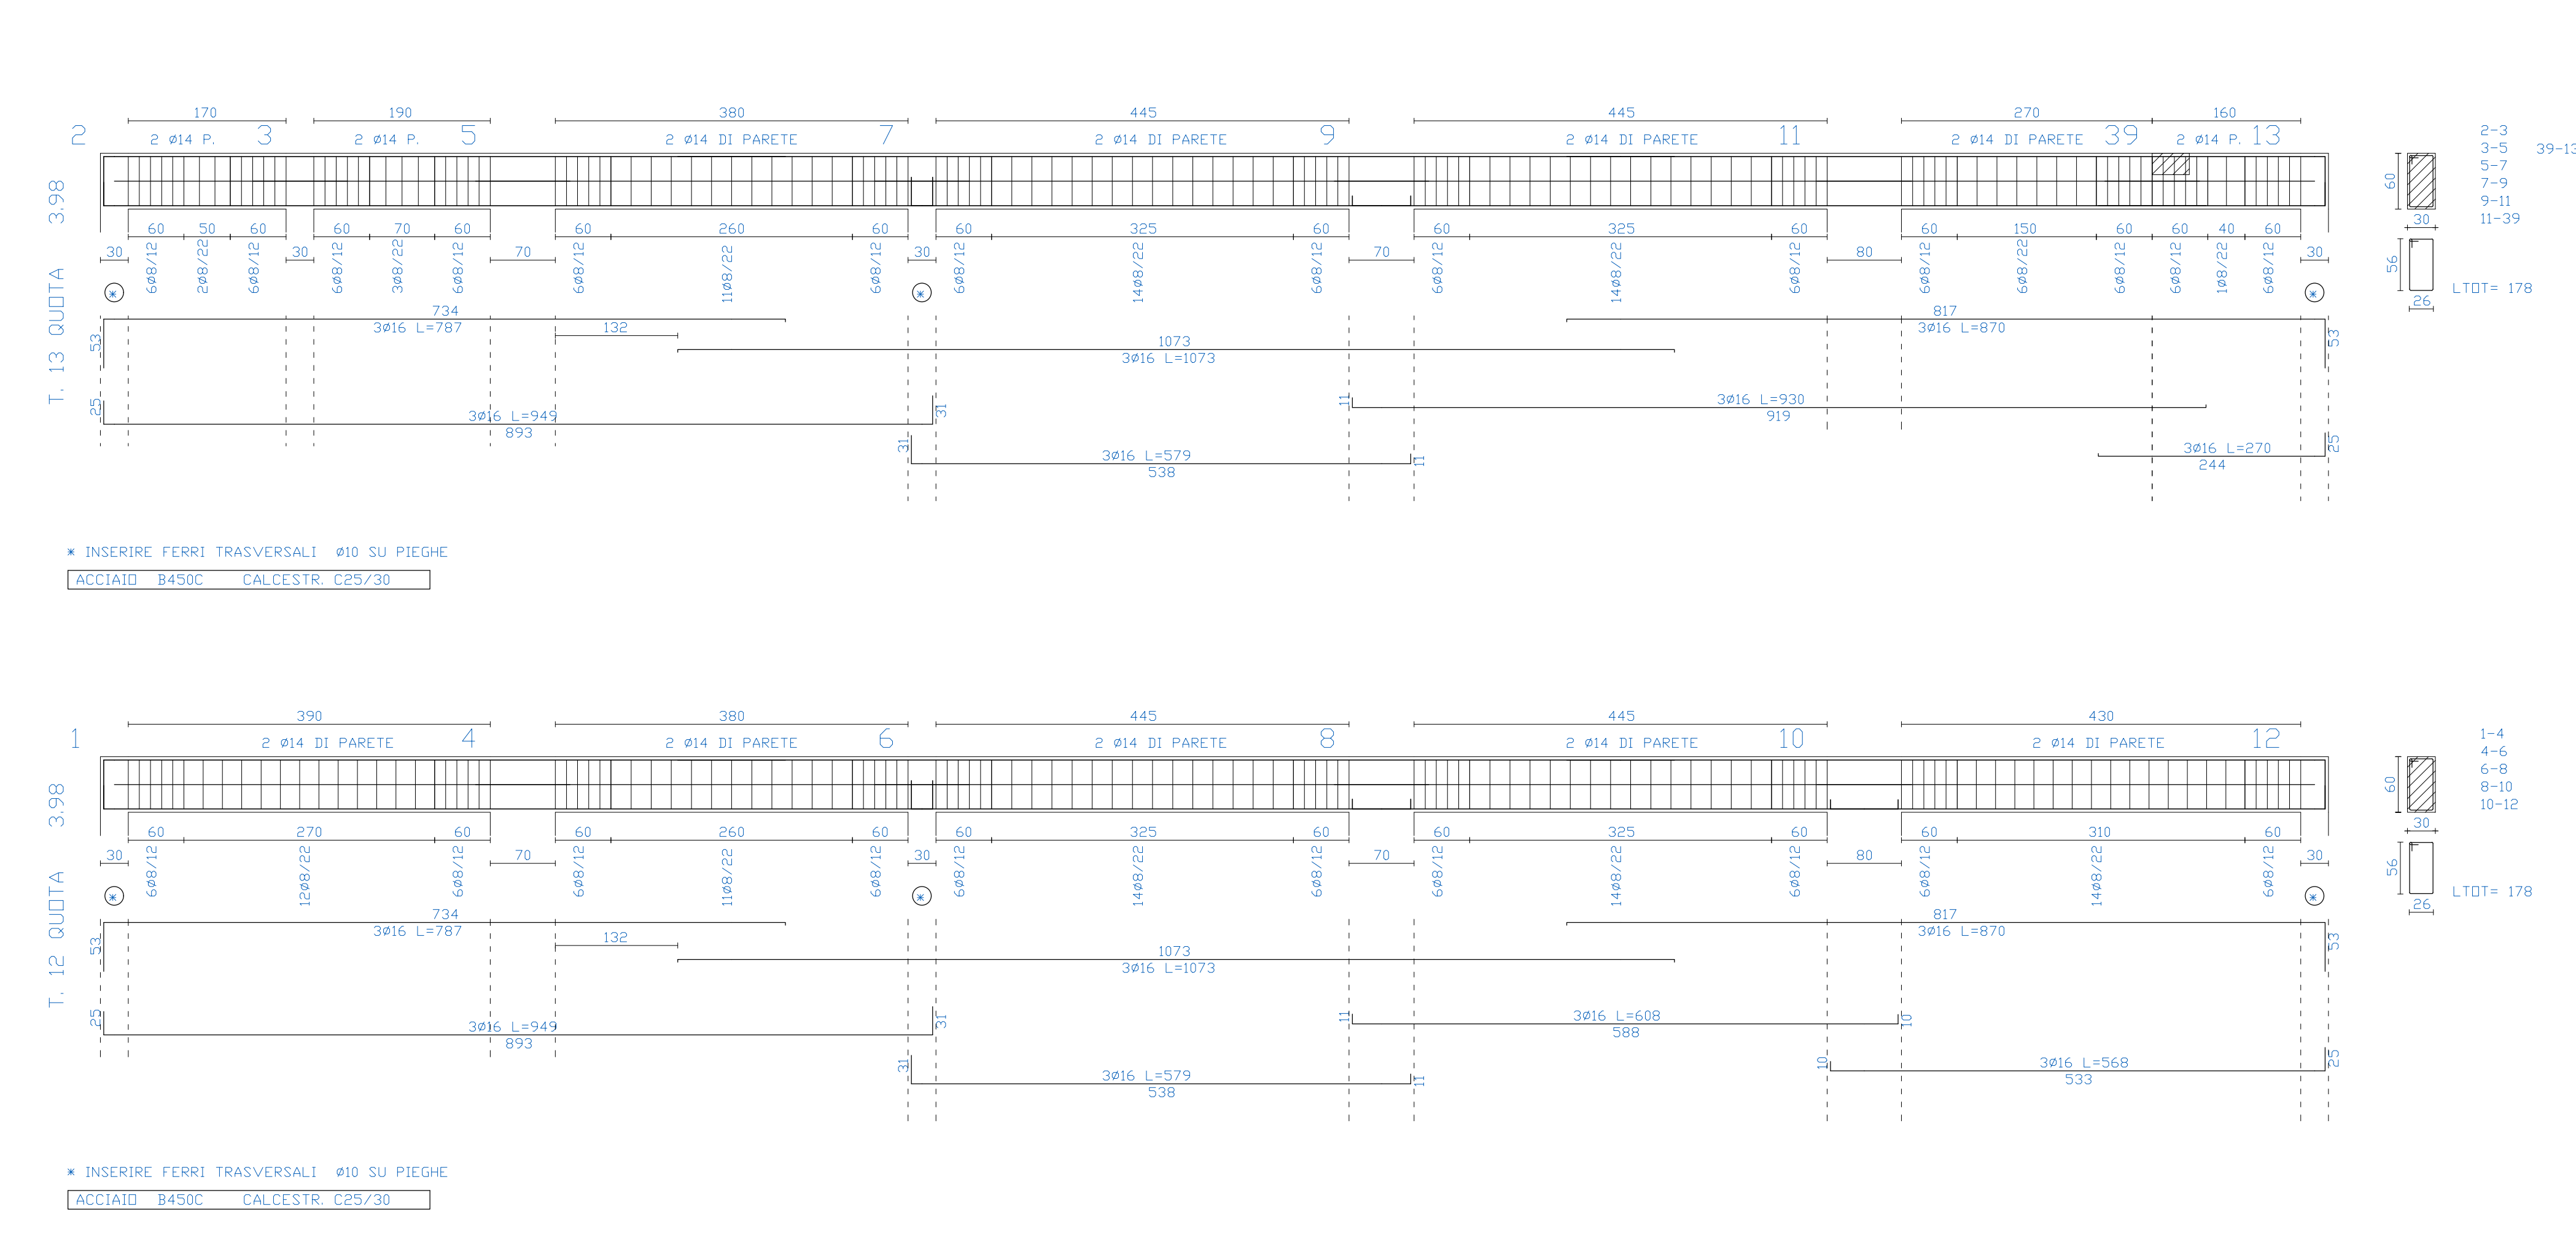 170 190 380 445 445 270 160
2 3 5 7 9 11 39 13
2 ø14 P. 2 ø14 P. 2 ø14 DI PARETE 2 ø14 DI PARETE 2 ø14 DI PARETE 2 ø14 DI PARETE 2 ø14 P.
T. 13 QUOTA 3.98
60 50 60 60 70 60 60 260 60 60 325 60 60 325 60 60 150 60 60 40 60
30 30 70 30 70 80 30
6ø8/12 2ø8/22 6ø8/12 6ø8/12 3ø8/22 6ø8/12 6ø8/12 11ø8/22 6ø8/12 6ø8/12 14ø8/22 6ø8/12 6ø8/12 14ø8/22 6ø8/12 6ø8/12 6ø8/22 6ø8/12 6ø8/12 1ø8/22 6ø8/12
* * *
734 817
3ø16 L=787 132 3ø16 L=870
53 53
1073
3ø16 L=1073
25 31 11
3ø16 L=930
919
3ø16 L=949
893
31 11 25
3ø16 L=579
538
3ø16 L=270
244
2-3
3-5 39-13
5-7
7-9
9-11
11-39
60
30
56
26
LTOT= 178
* INSERIRE FERRI TRASVERSALI ø10 SU PIEGHE
ACCIAIO B450C CALCESTR. C25/30
390 380 445 445 430
1 4 6 8 10 12
2 ø14 DI PARETE 2 ø14 DI PARETE 2 ø14 DI PARETE 2 ø14 DI PARETE 2 ø14 DI PARETE
T. 12 QUOTA 3.98
60 270 60 60 260 60 60 325 60 60 325 60 60 310 60
30 70 30 70 80 30
6ø8/12 12ø8/22 6ø8/12 6ø8/12 11ø8/22 6ø8/12 6ø8/12 14ø8/22 6ø8/12 6ø8/12 14ø8/22 6ø8/12 6ø8/12 14ø8/22 6ø8/12
* * *
734 817
3ø16 L=787 132 3ø16 L=870
53 53
1073
3ø16 L=1073
25 31 11 10
3ø16 L=608
588
3ø16 L=949
893
31 11 10 25
3ø16 L=568
533
3ø16 L=579
538
1-4
4-6
6-8
8-10
10-12
60
30
56
26
LTOT= 178
* INSERIRE FERRI TRASVERSALI ø10 SU PIEGHE
ACCIAIO B450C CALCESTR. C25/30